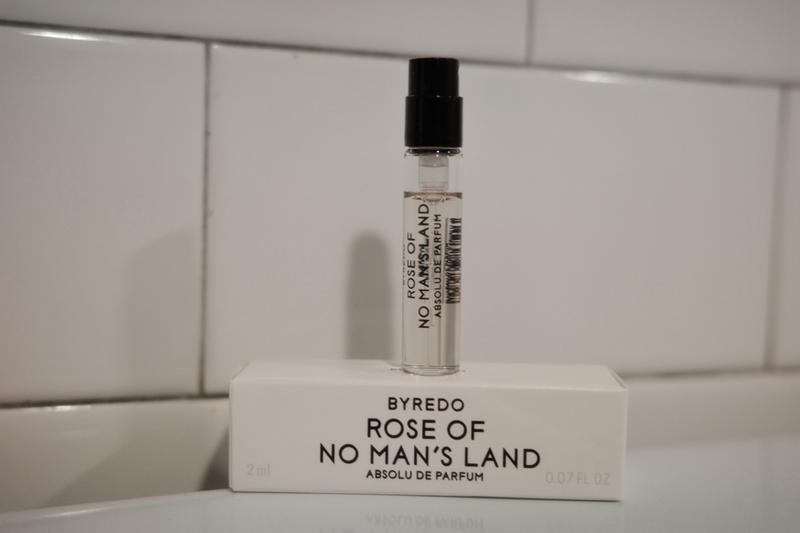 ROSE OF
NO MAN'S LAND
ABSOLU DE PARFUM
BYREDO
ROSE OF
NO MAN'S LAND
ABSOLU DE PARFUM
2 ml
0.07 FL OZ